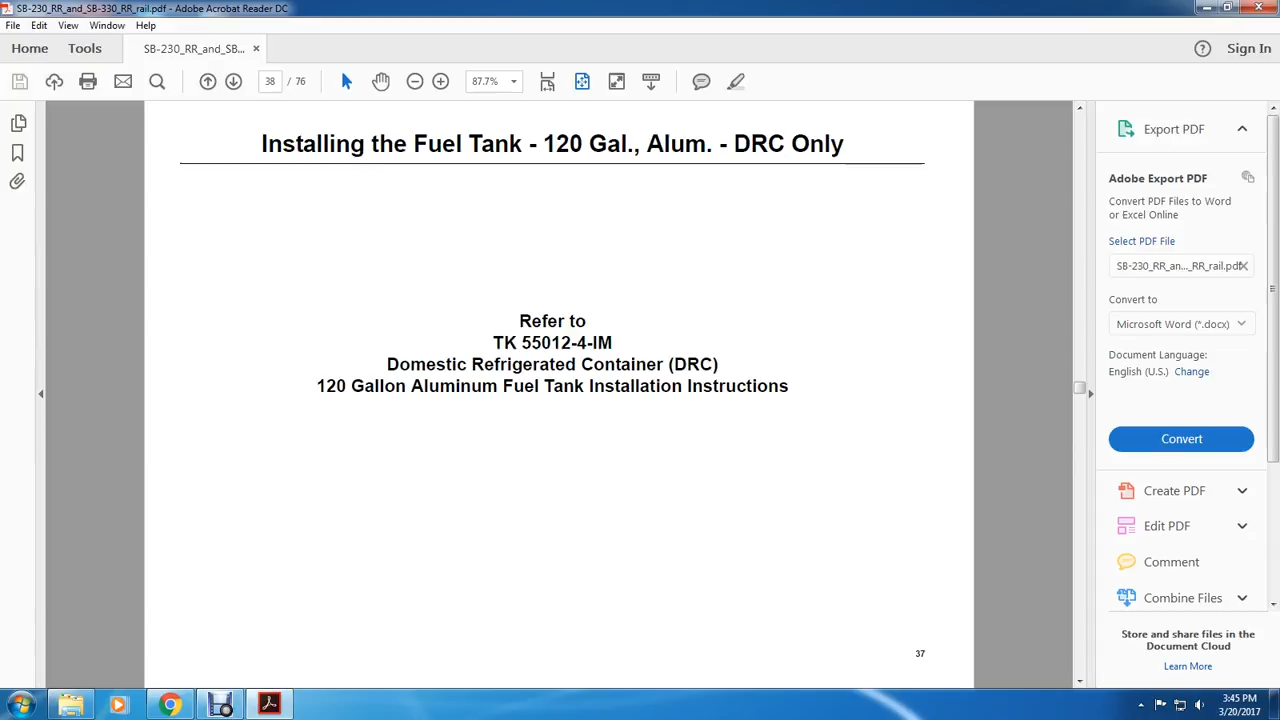 SB-230_RR_and_SB-330_RR_rail.pdf - Adobe Acrobat Reader DC
File Edit View Window Help
Home Tools SB-230_RR_and_SB... × Sign In
38 / 76 87.7%
Installing the Fuel Tank - 120 Gal., Alum. - DRC Only
Refer to
TK 55012-4-IM
Domestic Refrigerated Container (DRC)
120 Gallon Aluminum Fuel Tank Installation Instructions
37
Export PDF
Adobe Export PDF
Convert PDF Files to Word
or Excel Online
Select PDF File
SB-230_RR_an..._RR_rail.pdf
Convert to
Microsoft Word (*.docx)
Document Language:
English (U.S.) Change
Convert
Create PDF
Edit PDF
Comment
Combine Files
Store and share files in the
Document Cloud
Learn More
3:45 PM
3/20/2017